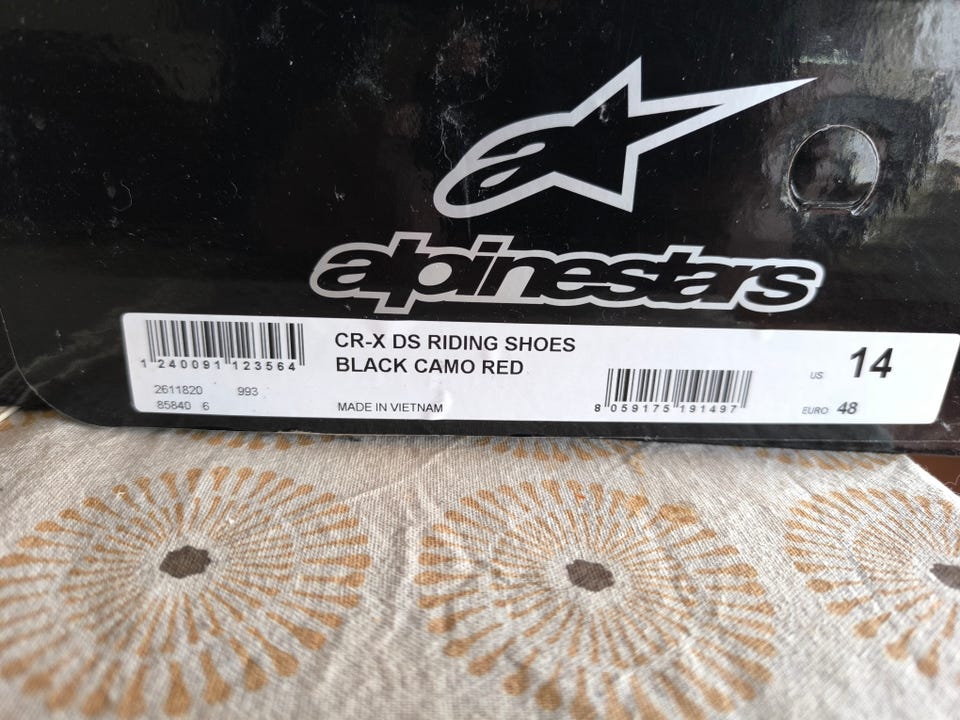 alpinestars
CR-X DS RIDING SHOES
BLACK CAMO RED
1 240091 123564
2611820 993
85840 6
MADE IN VIETNAM
8 059175 191497
US 14
EURO 48